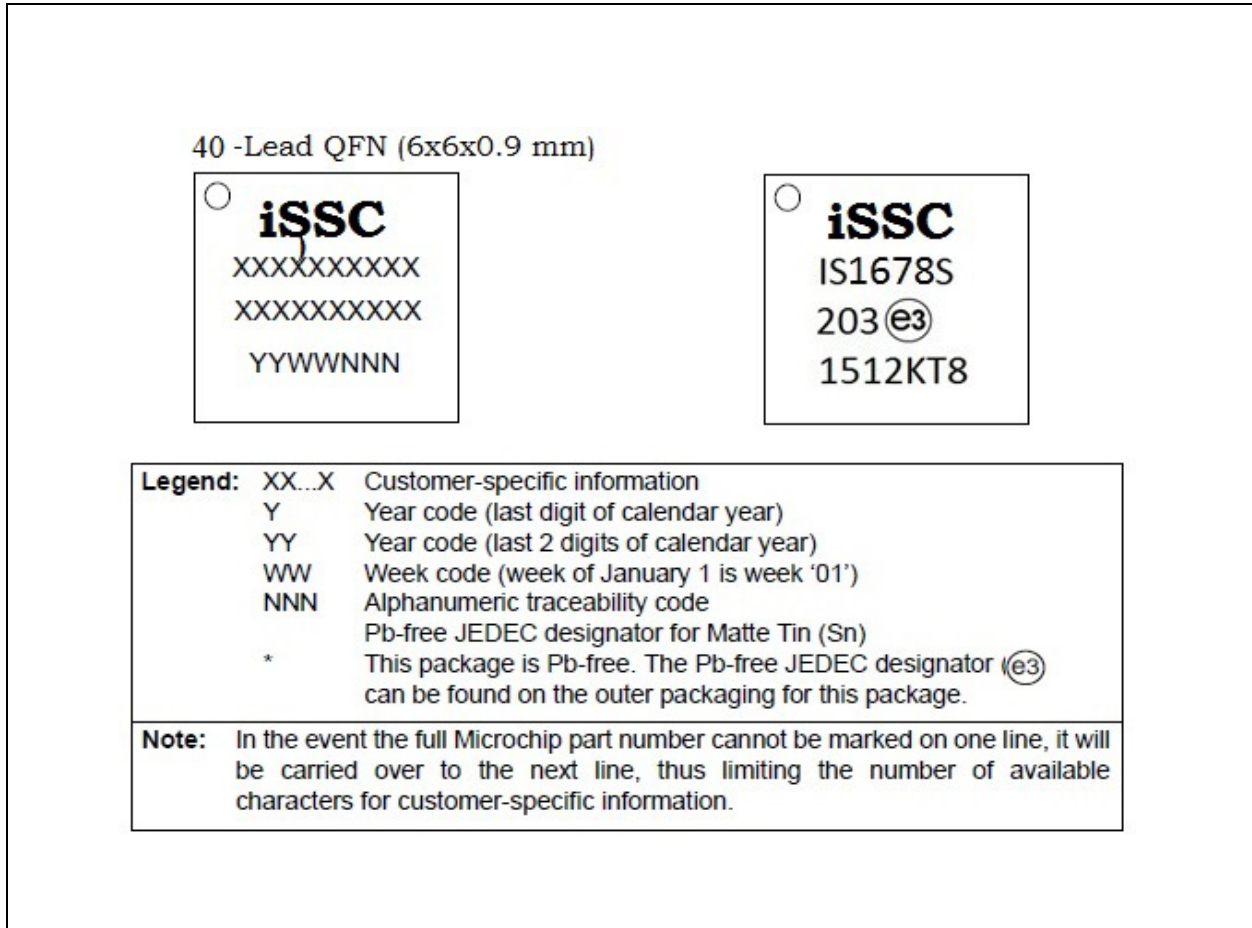 40 -Lead QFN (6x6x0.9 mm)
iSSC
)
XXXXXXXXXX
XXXXXXXXXX
YYWWNNN
iSSC
IS1678S
203 e3
1512KT8
Legend: XX...X Customer-specific information
Y Year code (last digit of calendar year)
YY Year code (last 2 digits of calendar year)
WW Week code (week of January 1 is week ‘01’)
NNN Alphanumeric traceability code
Pb-free JEDEC designator for Matte Tin (Sn)
* This package is Pb-free. The Pb-free JEDEC designator (e3
can be found on the outer packaging for this package.
Note: In the event the full Microchip part number cannot be marked on one line, it will
be carried over to the next line, thus limiting the number of available
characters for customer-specific information.